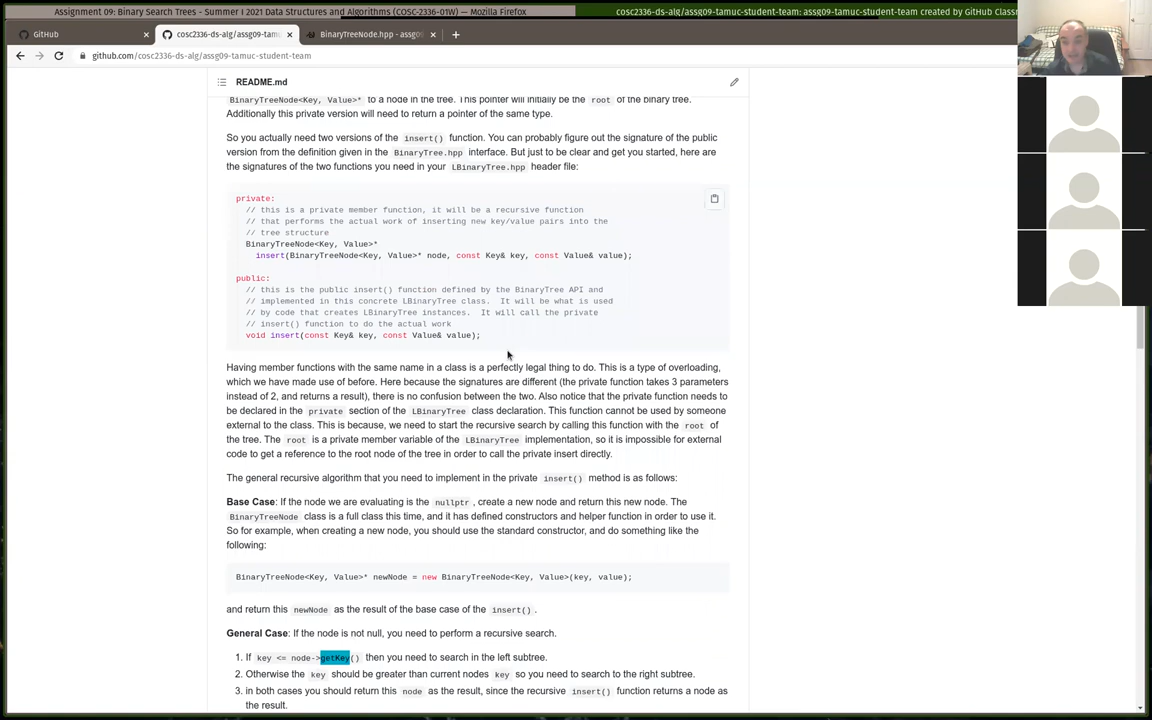 Assignment 09: Binary Search Trees - Summer I 2021 Data Structures and Algorithms (COSC-2336-01W) — Mozilla Firefox
cosc2336-ds-alg/assg09-tamuc-student-team: assg09-tamuc-student-team created by GitHub Classr
GitHub
cosc2336-ds-alg/assg09-tamu
BinaryTreeNode.hpp - assg0
github.com/cosc2336-ds-alg/assg09-tamuc-student-team
README.md
BinaryTreeNode<Key, Value>* to a node in the tree. This pointer will initially be the root of the binary tree.
Additionally this private version will need to return a pointer of the same type.
So you actually need two versions of the insert() function. You can probably figure out the signature of the public
version from the definition given in the BinaryTree.hpp interface. But just to be clear and get you started, here are
the signatures of the two functions you need in your LBinaryTree.hpp header file:
private:
// this is a private member function, it will be a recursive function
// that performs the actual work of inserting new key/value pairs into the
// tree structure
BinaryTreeNode<Key, Value>*
insert(BinaryTreeNode<Key, Value>* node, const Key& key, const Value& value);
public:
// this is the public insert() function defined by the BinaryTree API and
// implemented in this concrete LBinaryTree class.  It will be what is used
// by code that creates LBinaryTree instances.  It will call the private
// insert() function to do the actual work
void insert(const Key& key, const Value& value);
Having member functions with the same name in a class is a perfectly legal thing to do. This is a type of overloading,
which we have made use of before. Here because the signatures are different (the private function takes 3 parameters
instead of 2, and returns a result), there is no confusion between the two. Also notice that the private function needs to
be declared in the private section of the LBinaryTree class declaration. This function cannot be used by someone
external to the class. This is because, we need to start the recursive search by calling this function with the root of
the tree. The root is a private member variable of the LBinaryTree implementation, so it is impossible for external
code to get a reference to the root node of the tree in order to call the private insert directly.
The general recursive algorithm that you need to implement in the private insert() method is as follows:
Base Case: If the node we are evaluating is the nullptr, create a new node and return this new node. The
BinaryTreeNode class is a full class this time, and it has defined constructors and helper function in order to use it.
So for example, when creating a new node, you should use the standard constructor, and do something like the
following:
BinaryTreeNode<Key, Value>* newNode = new BinaryTreeNode<Key, Value>(key, value);
and return this newNode as the result of the base case of the insert().
General Case: If the node is not null, you need to perform a recursive search.
1. If key <= node->getKey() then you need to search in the left subtree.
2. Otherwise the key should be greater than current nodes key so you need to search to the right subtree.
3. in both cases you should return this node as the result, since the recursive insert() function returns a node as
the result.